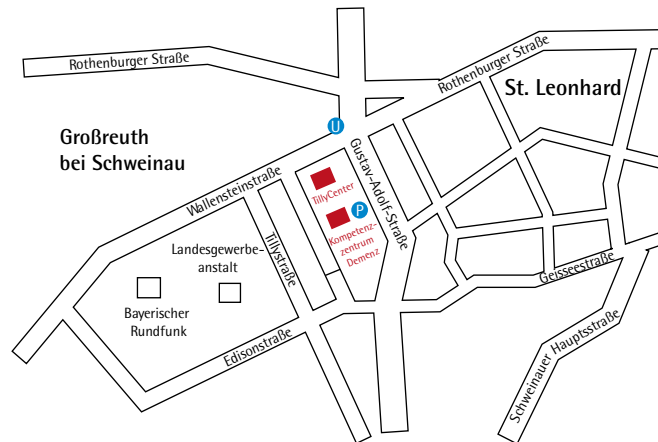 Rothenburger Straße
Rothenburger Straße
St. Leonhard
Großreuth
bei Schweinau
U
Gustav-Adolf-Straße
Wallensteinstraße
TillyCenter
P
Kompetenz-
zentrum
Demenz
Tillystraße
Landesgewerbe-
anstalt
Bayerischer
Rundfunk
Edisonstraße
Geisseestraße
Schweinauer Hauptstraße